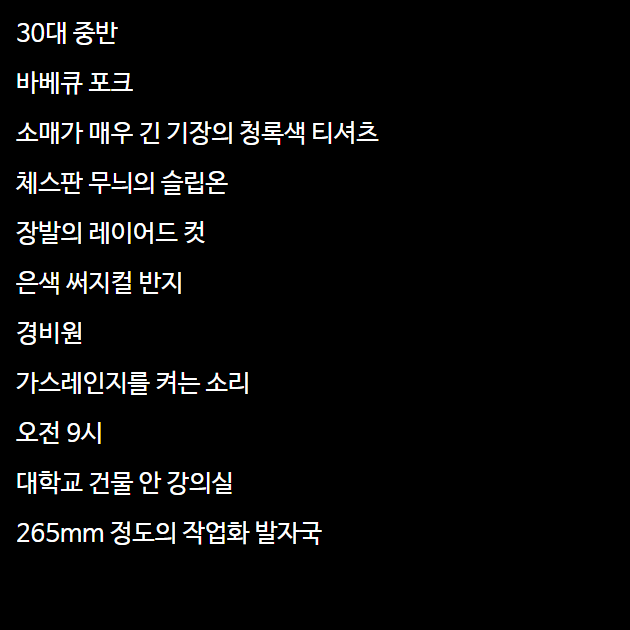 30대 중반
바베큐 포크
소매가 매우 긴 기장의 청록색 티셔츠
체스판 무늬의 슬립온
장발의 레이어드 컷
은색 써지컬 반지
경비원
가스레인지를 켜는 소리
오전 9시
대학교 건물 안 강의실
265mm 정도의 작업화 발자국